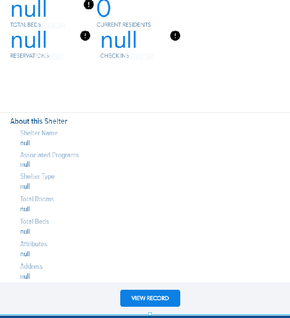 null
0
TOTAL BEDS
CURRENT RESIDENTS
null
null
RESERVATIONS
CHECK-INS
About this Shelter
Shelter Name
null
Associated Programs
null
Shelter Type
null
Total Rooms
null
Total Beds
null
Attributes
null
Address
null
VIEW RECORD